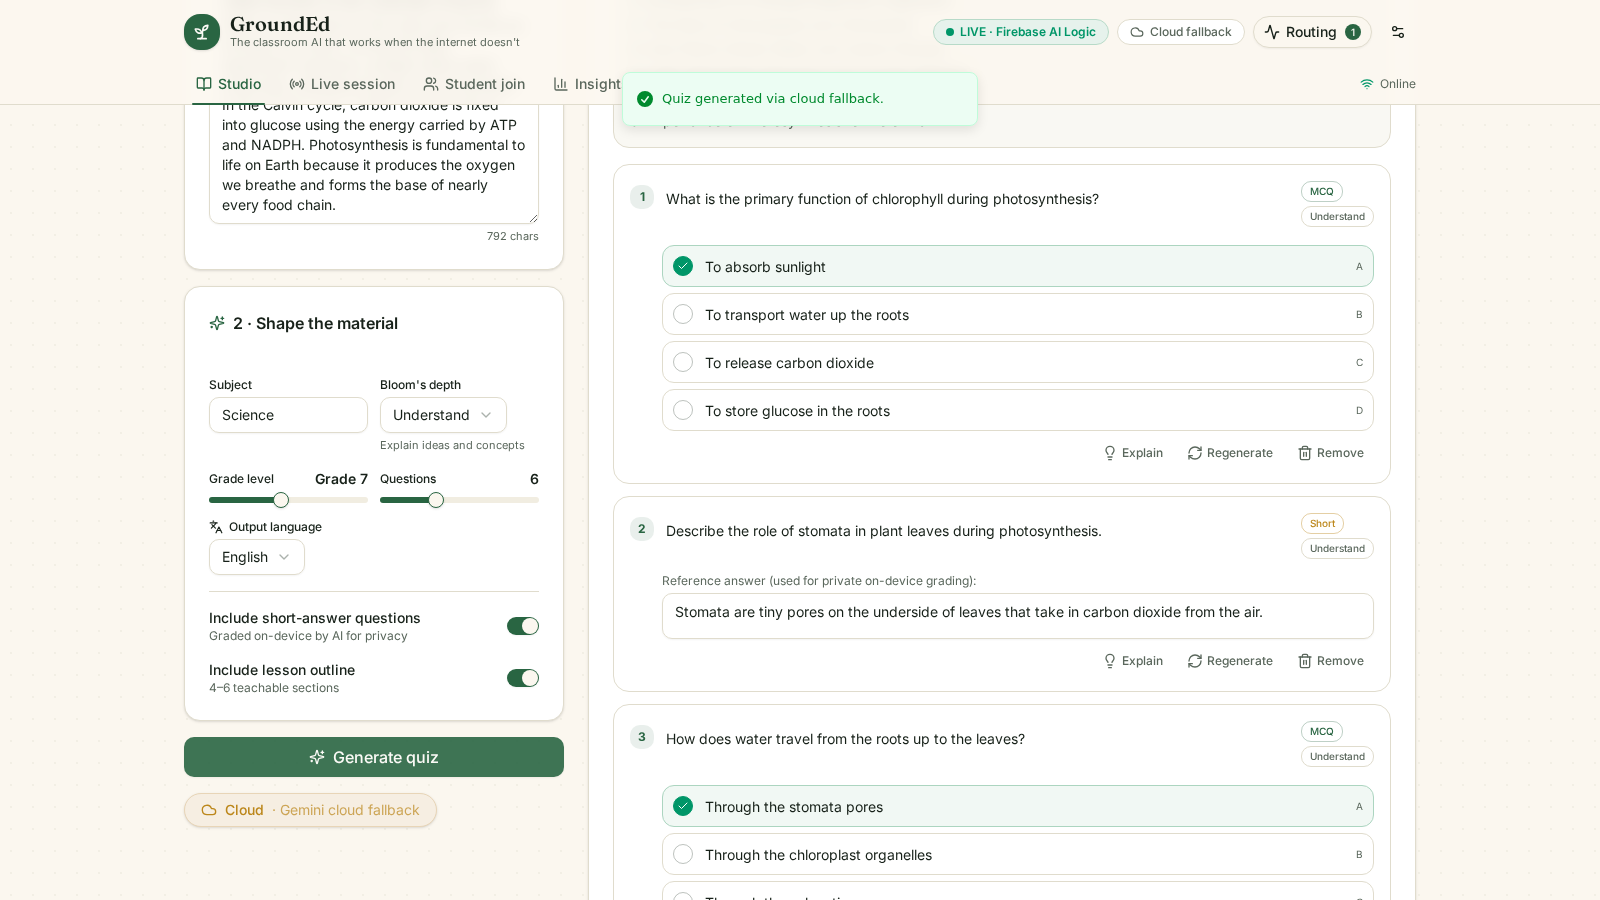 GroundEd
The classroom AI that works when the internet doesn't
LIVE · Firebase AI Logic
Cloud fallback
Routing 1
Studio
Live session
Student join
Insight
Online
Quiz generated via cloud fallback.
In the Calvin cycle, carbon dioxide is fixed
into glucose using the energy carried by ATP
and NADPH. Photosynthesis is fundamental to
life on Earth because it produces the oxygen
we breathe and forms the base of nearly
every food chain.
792 chars
2 · Shape the material
Subject
Science
Bloom's depth
Understand
Explain ideas and concepts
Grade level
Grade 7
Questions
6
Output language
English
Include short-answer questions
Graded on-device by AI for privacy
Include lesson outline
4–6 teachable sections
Generate quiz
Cloud · Gemini cloud fallback
1
What is the primary function of chlorophyll during photosynthesis?
MCQ
Understand
To absorb sunlight
A
To transport water up the roots
B
To release carbon dioxide
C
To store glucose in the roots
D
Explain
Regenerate
Remove
2
Describe the role of stomata in plant leaves during photosynthesis.
Short
Understand
Reference answer (used for private on-device grading):
Stomata are tiny pores on the underside of leaves that take in carbon dioxide from the air.
Explain
Regenerate
Remove
3
How does water travel from the roots up to the leaves?
MCQ
Understand
Through the stomata pores
A
Through the chloroplast organelles
B